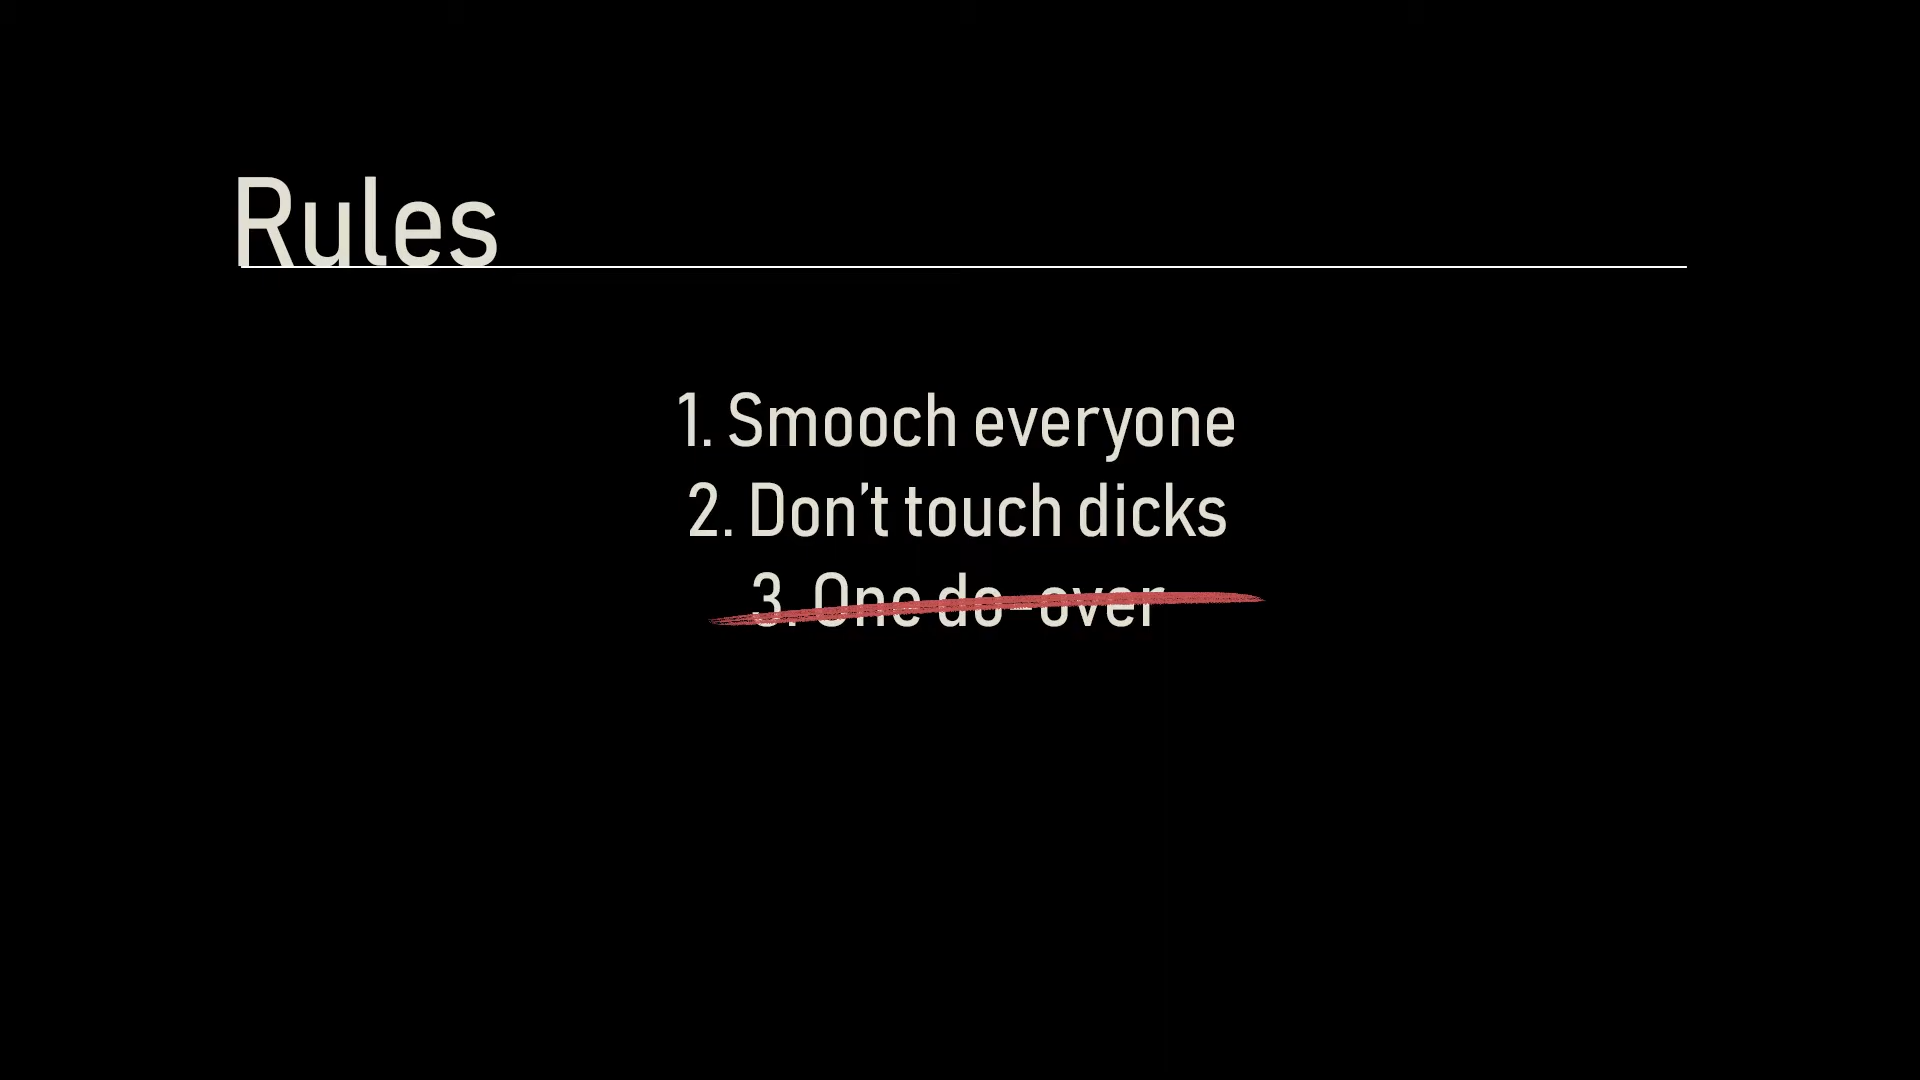 Rules
1. Smooch everyone
2. Don’t touch dicks
3. One do-over